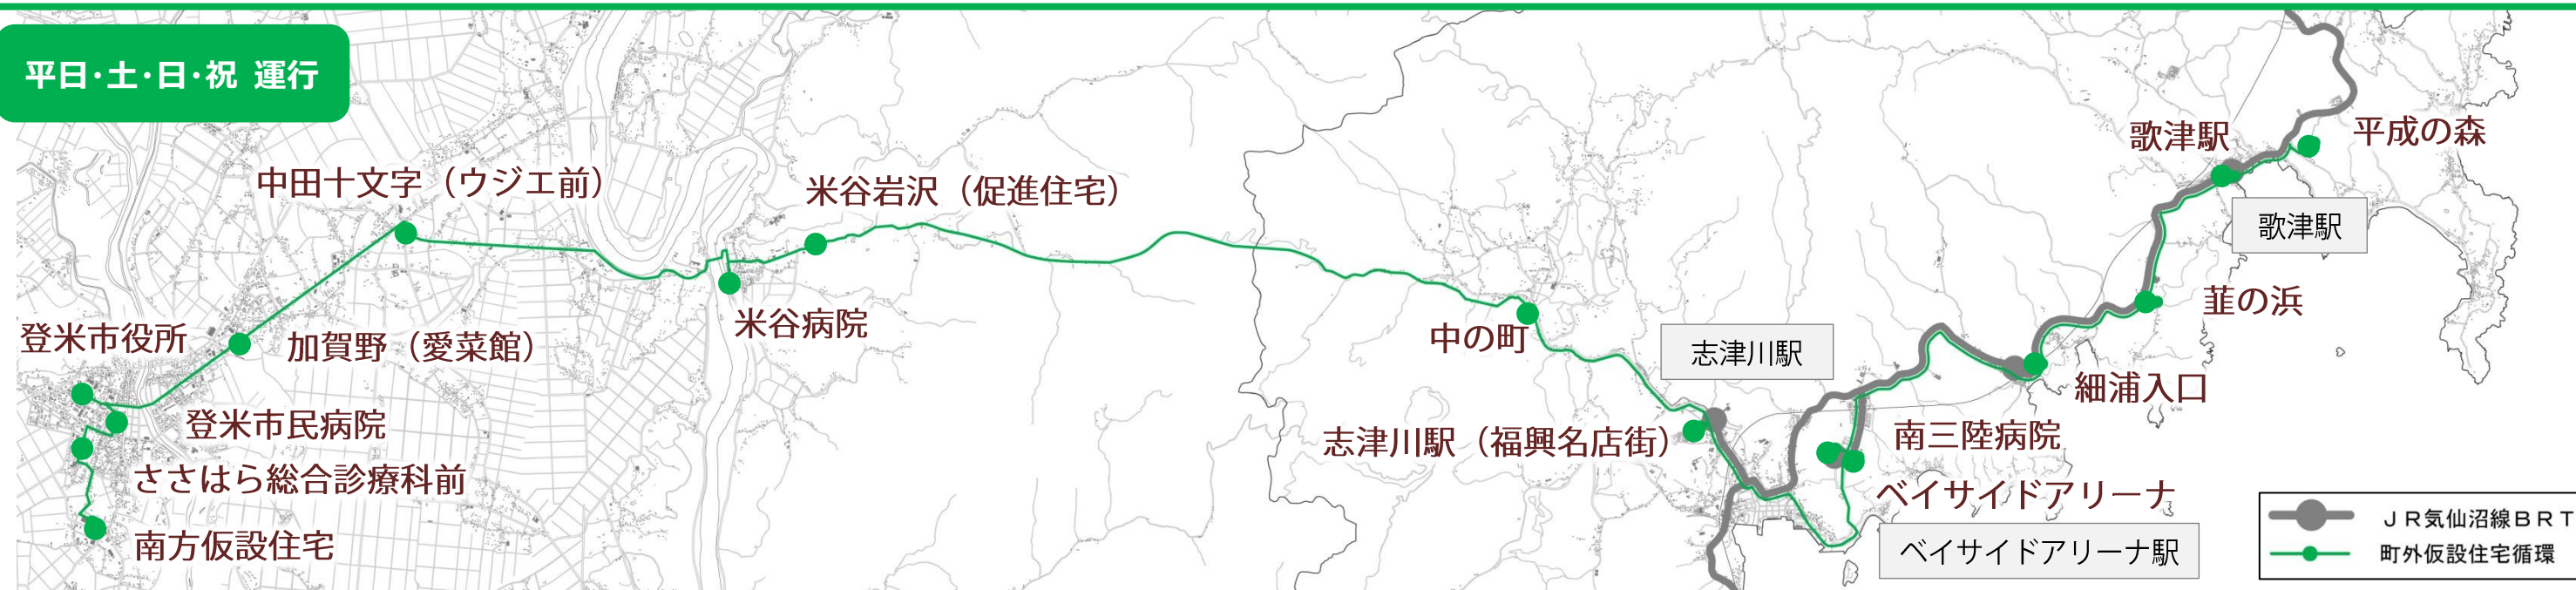 平日・土・日・祝 運行
中田十文字（ウジエ前）
米谷岩沢（促進住宅）
歌津駅
平成の森
歌津駅
登米市役所
加賀野（愛菜館）
米谷病院
中の町
志津川駅
韮の浜
細浦入口
登米市民病院
志津川駅（福興名店街）
南三陸病院
ささはら総合診療科前
ベイサイドアリーナ
南方仮設住宅
ベイサイドアリーナ駅
ＪＲ気仙沼線ＢＲＴ
町外仮設住宅循環